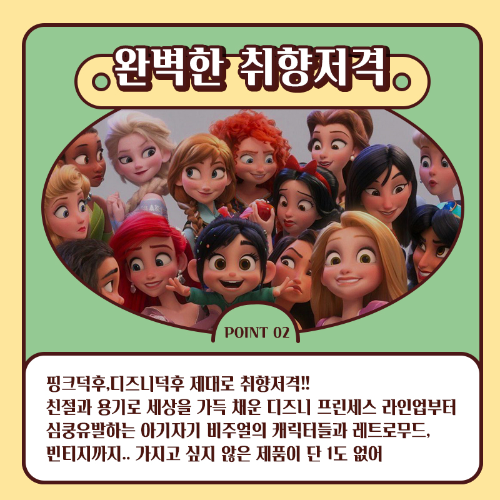 완벽한 취향저격
POINT 02
핑크덕후,디즈니덕후 제대로 취향저격!!
친절과 용기로 세상을 가득 채운 디즈니 프린세스 라인업부터
심쿵유발하는 아기자기 비주얼의 캐릭터들과 레트로무드,
빈티지까지.. 가지고 싶지 않은 제품이 단 1도 없어